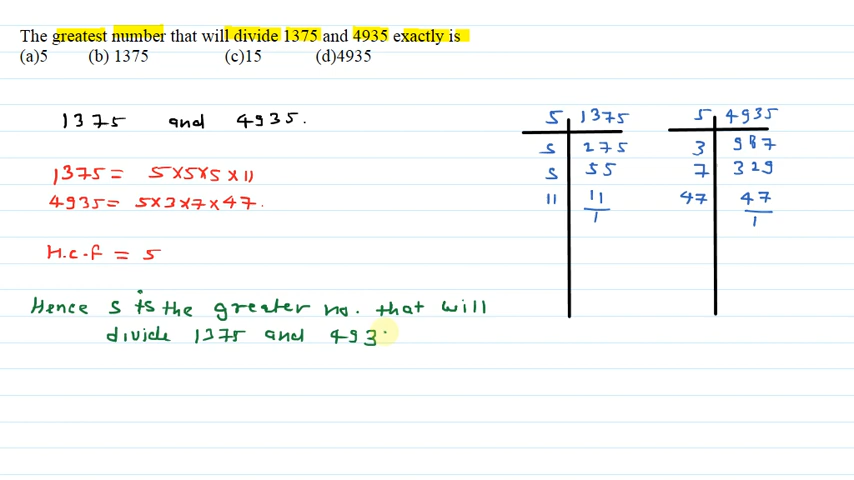 The greatest number that will divide 1375 and 4935 exactly is
(a)5 (b) 1375 (c)15 (d)4935
1375 and 4935.
1375 = 5×5×5×11
4935 = 5×3×7×47.
H.C.F = 5
Hence 5 is the greater no. that will
divide 1375 and 493
5 1375
5 275
5 55
11 11
1
5 4935
3 987
7 329
47 47
1